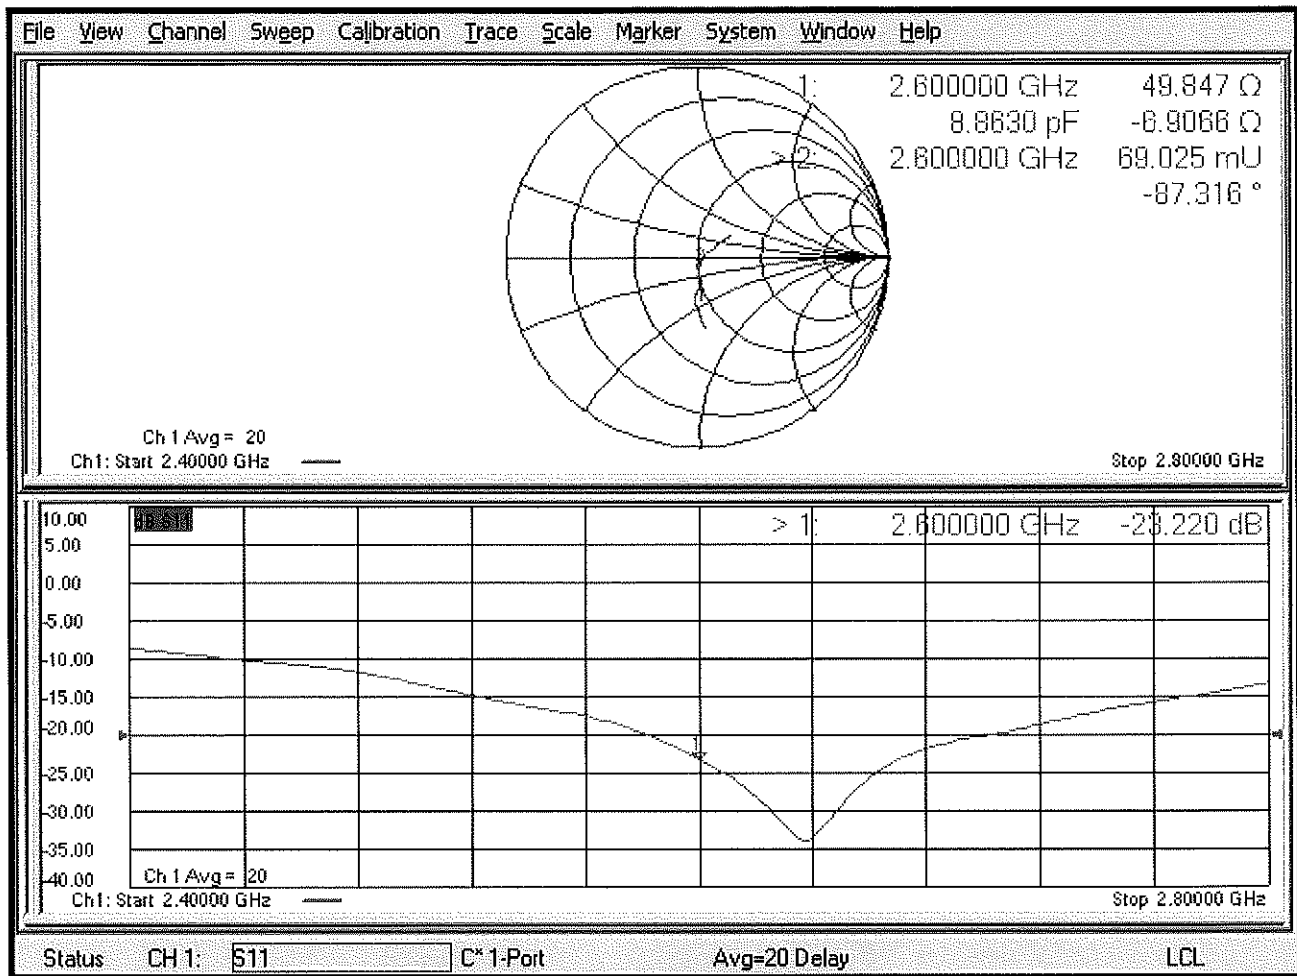 File View Channel Sweep Calibration Trace Scale Marker System Window Help
1: 2.600000 GHz 49.847 Ω
8.8630 pF -6.9066 Ω
> 2: 2.600000 GHz 69.025 mU
-87.316 °
Ch 1 Avg = 20
Ch1: Start 2.40000 GHz
Stop 2.80000 GHz
10.00
dB S11
> 1: 2.600000 GHz -23.220 dB
5.00
0.00
-5.00
-10.00
-15.00
-20.00
1
-25.00
-30.00
-35.00
-40.00
Ch 1 Avg = 20
Ch1: Start 2.40000 GHz
Stop 2.80000 GHz
Status CH 1: S11 C* 1-Port Avg=20 Delay LCL